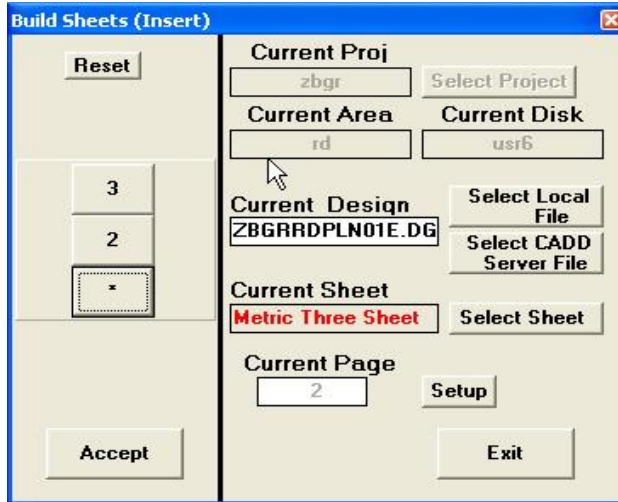 Build Sheets (Insert)
Reset
3
2
*
Accept
Current Proj
zbgr
Select Project
Current Area
Current Disk
rd
usr6
Current Design
ZBGRRDPLN01E.DG
Select Local
File
Select CADD
Server File
Current Sheet
Metric Three Sheet
Select Sheet
Current Page
2
Setup
Exit